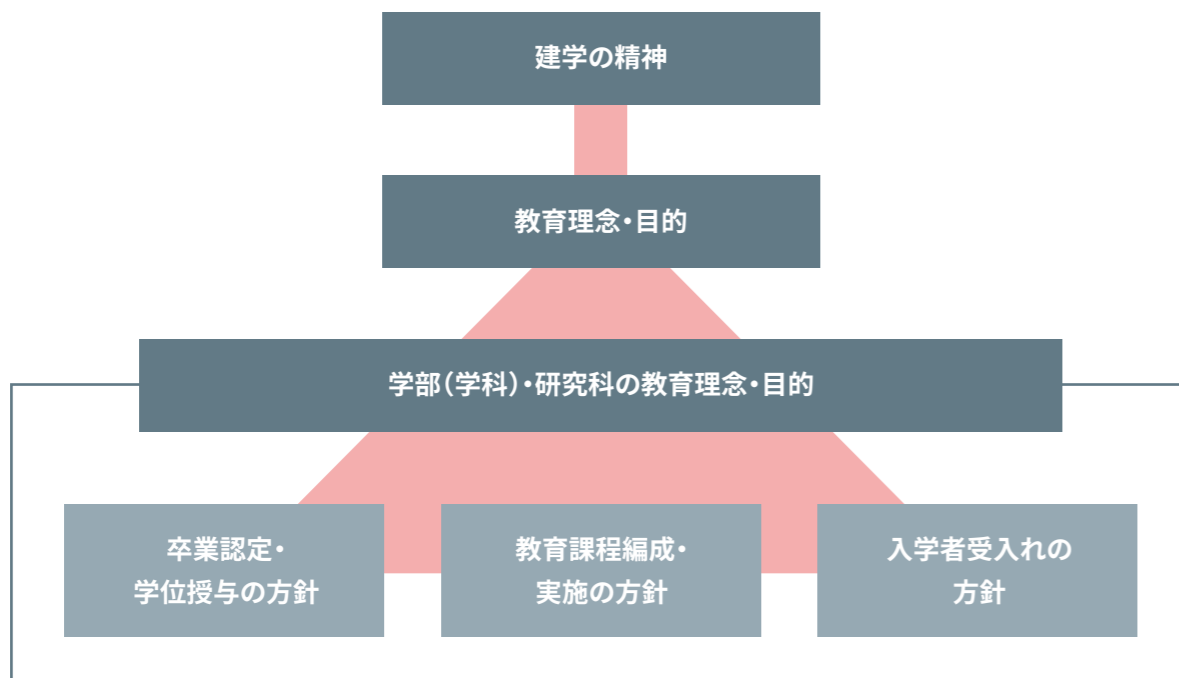 建学の精神
教育理念・目的
学部(学科)・研究科の教育理念・目的
卒業認定・
学位授与の方針
教育課程編成・
実施の方針
入学者受入れの
方針